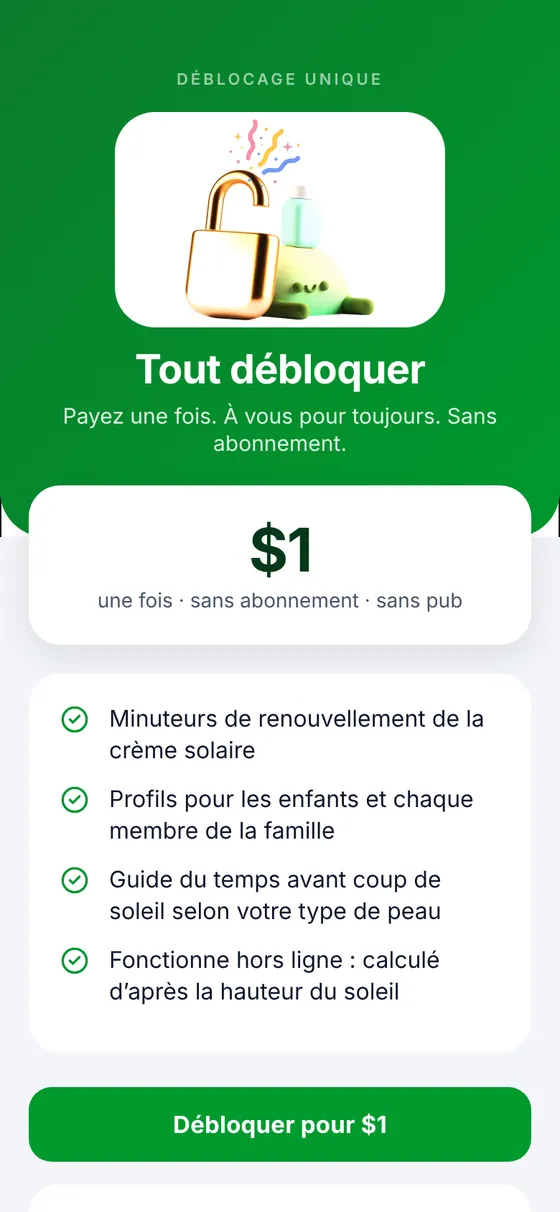 DÉBLOCAGE UNIQUE
Tout débloquer
Payez une fois. À vous pour toujours. Sans
abonnement.
$1
une fois · sans abonnement · sans pub
Minuteurs de renouvellement de la
crème solaire
Profils pour les enfants et chaque
membre de la famille
Guide du temps avant coup de
soleil selon votre type de peau
Fonctionne hors ligne : calculé
d’après la hauteur du soleil
Débloquer pour $1